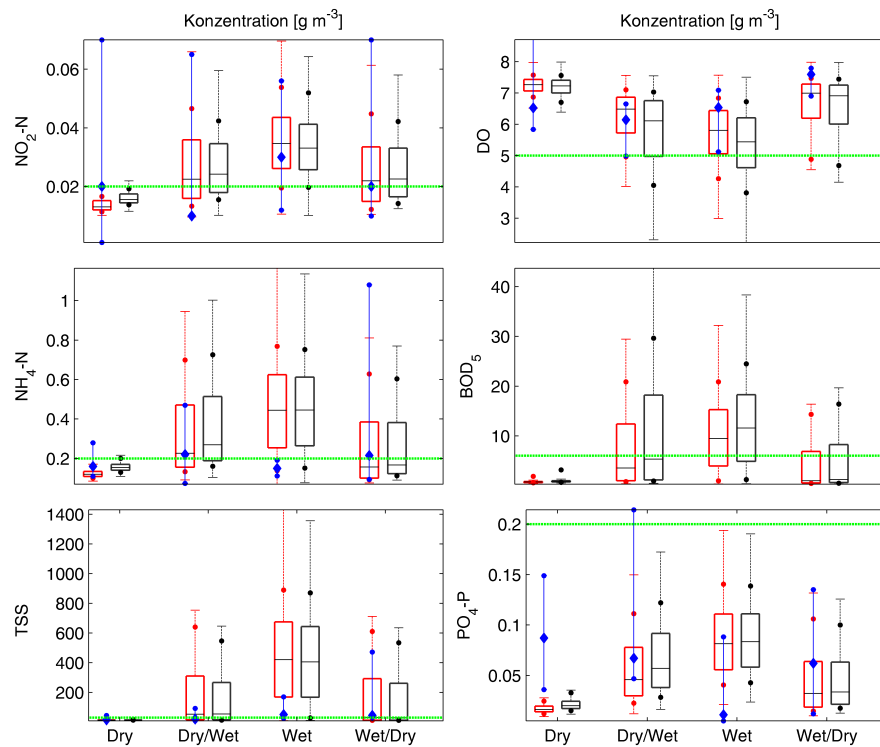 Konzentration [g m⁻³]
Konzentration [g m⁻³]
NO₂-N
0.06
0.04
0.02
DO
8
7
6
5
4
3
NH₄-N
1
0.8
0.6
0.4
0.2
BOD₅
40
30
20
10
TSS
1400
1200
1000
800
600
400
200
PO₄-P
0.2
0.15
0.1
0.05
Dry Dry/Wet Wet Wet/Dry
Dry Dry/Wet Wet Wet/Dry